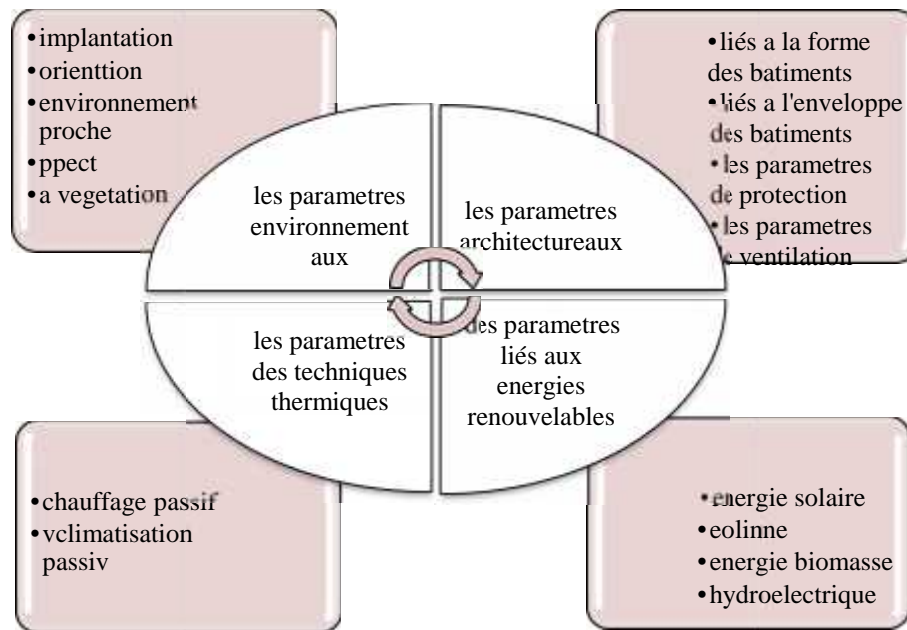 •implantation
•orienttion
•environnement
proche
•ppect
•a vegetation
•liés a la forme
des batiments
•liés a l'enveloppe
des batiments
•les parametres
de protection
•les parametres
de ventilation
les parametres
environnement
aux
les parametres
architectureaux
les parametres
des techniques
thermiques
des parametres
liés aux
energies
renouvelables
•chauffage passif
•vclimatisation
passiv
•energie solaire
•eolinne
•energie biomasse
•hydroelectrique